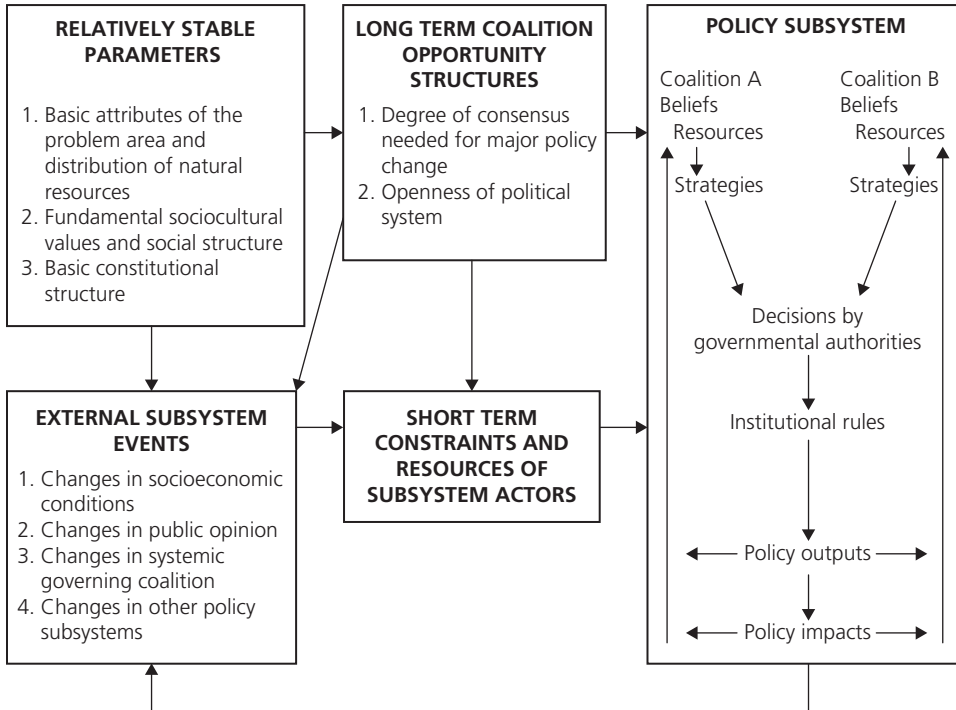 RELATIVELY STABLE
PARAMETERS
1. Basic attributes of the
problem area and
distribution of natural
resources
2. Fundamental sociocultural
values and social structure
3. Basic constitutional
structure
LONG TERM COALITION
OPPORTUNITY
STRUCTURES
1. Degree of consensus
needed for major policy
change
2. Openness of political
system
POLICY SUBSYSTEM
Coalition A
Beliefs
Resources
Strategies
Coalition B
Beliefs
Resources
Strategies
Decisions by
governmental authorities
Institutional rules
Policy outputs
Policy impacts
EXTERNAL SUBSYSTEM
EVENTS
1. Changes in socioeconomic
conditions
2. Changes in public opinion
3. Changes in systemic
governing coalition
4. Changes in other policy
subsystems
SHORT TERM
CONSTRAINTS AND
RESOURCES OF
SUBSYSTEM ACTORS